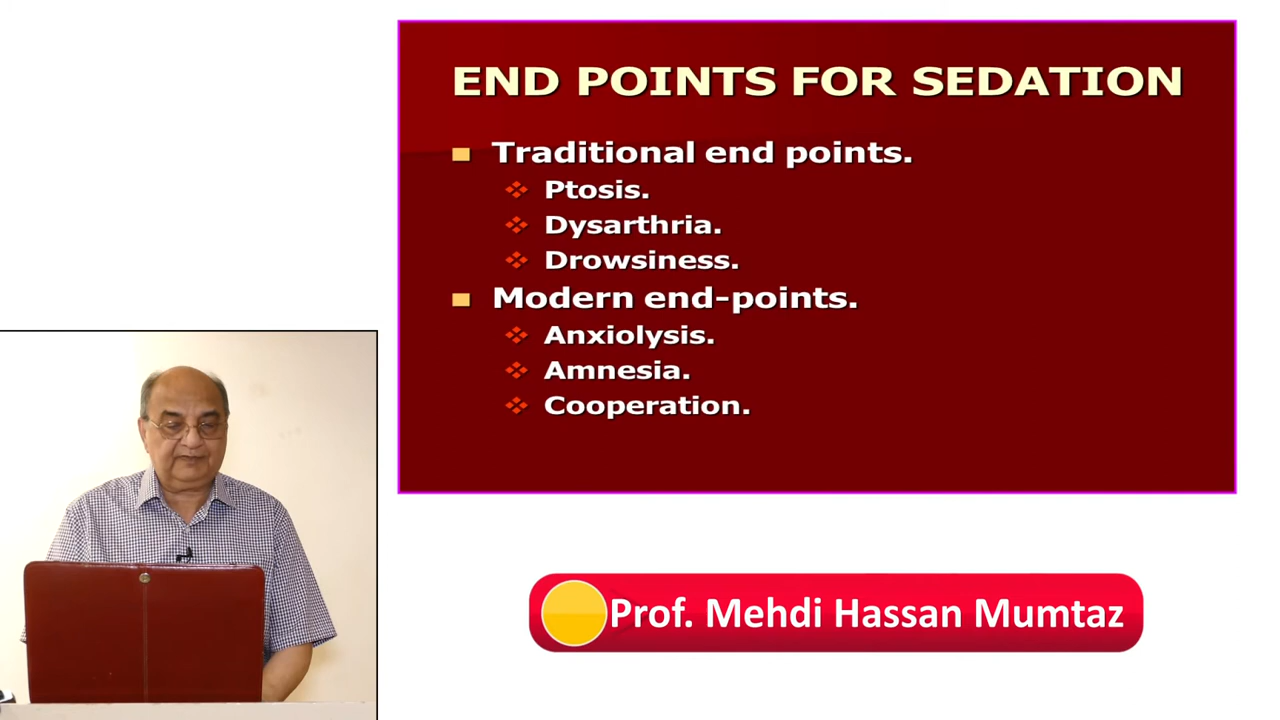 END POINTS FOR SEDATION
Traditional end points.
Ptosis.
Dysarthria.
Drowsiness.
Modern end-points.
Anxiolysis.
Amnesia.
Cooperation.
Prof. Mehdi Hassan Mumtaz